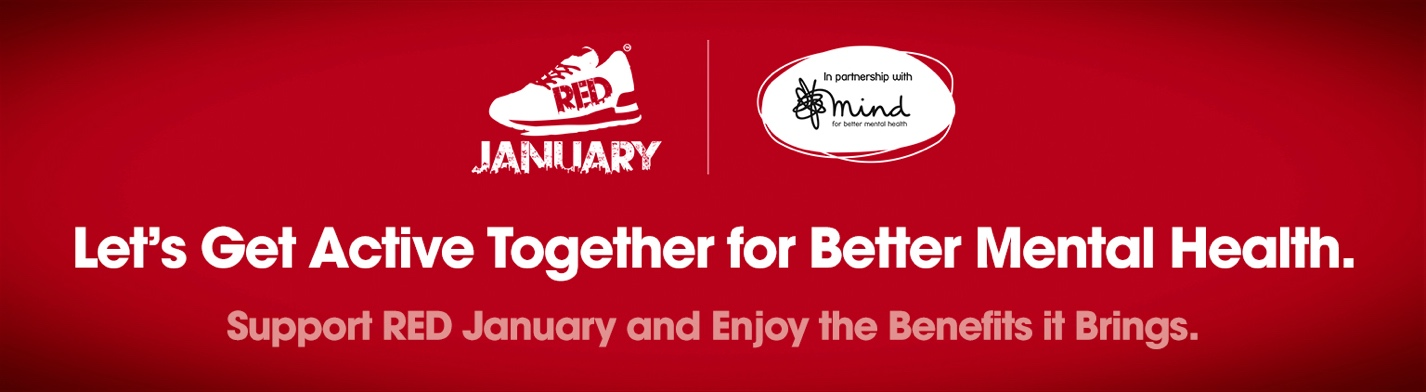 RED
JANUARY
TM
In partnership with
mind
for better mental health
Let's Get Active Together for Better Mental Health.
Support RED January and Enjoy the Benefits it Brings.